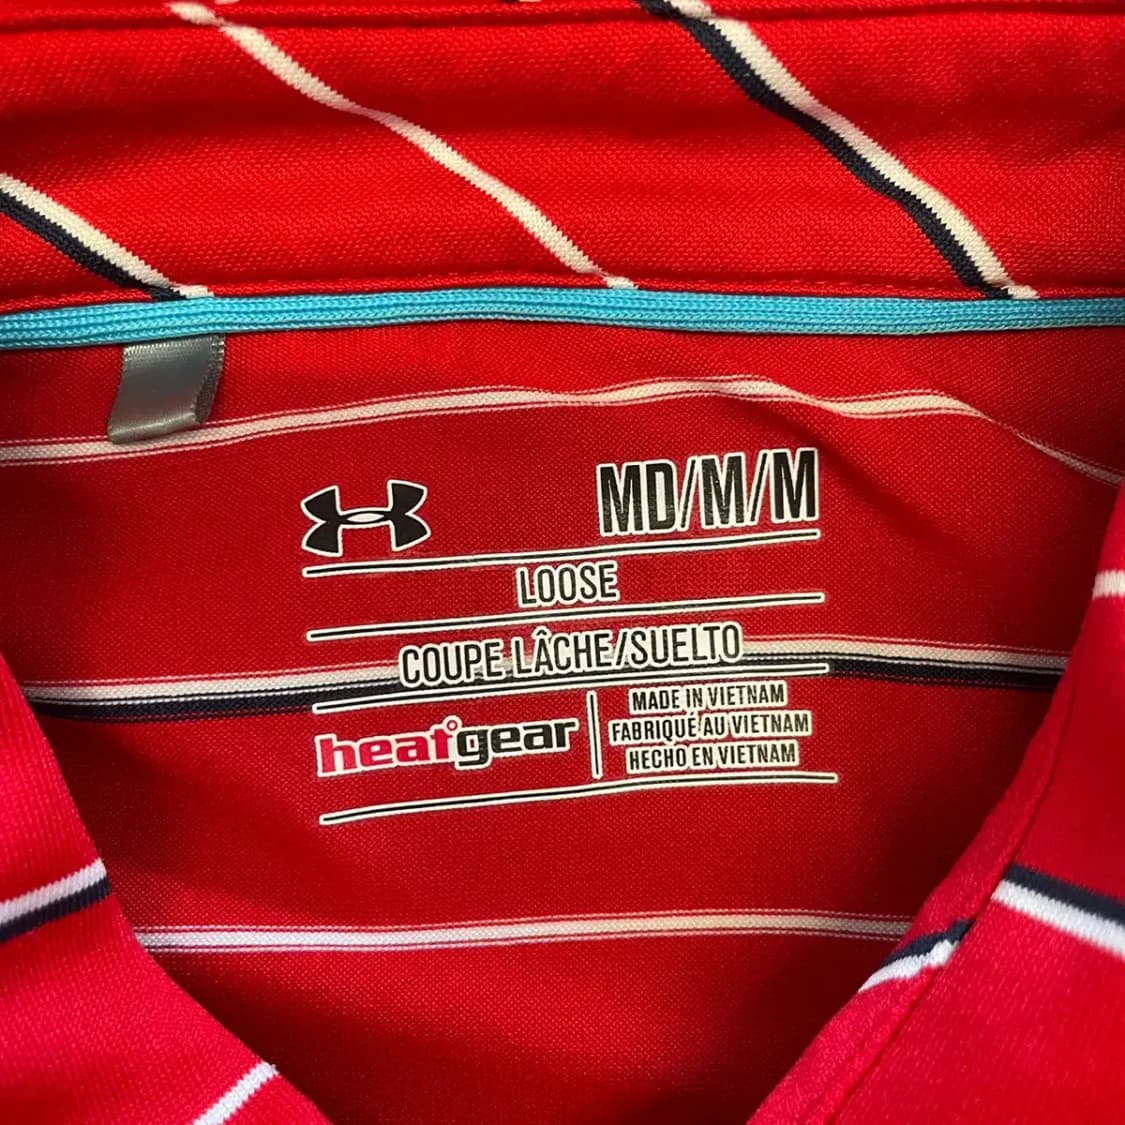 MD/M/M
LOOSE
COUPE LÂCHE/SUELTO
heatgear
MADE IN VIETNAM
FABRIQUÉ AU VIETNAM
HECHO EN VIETNAM